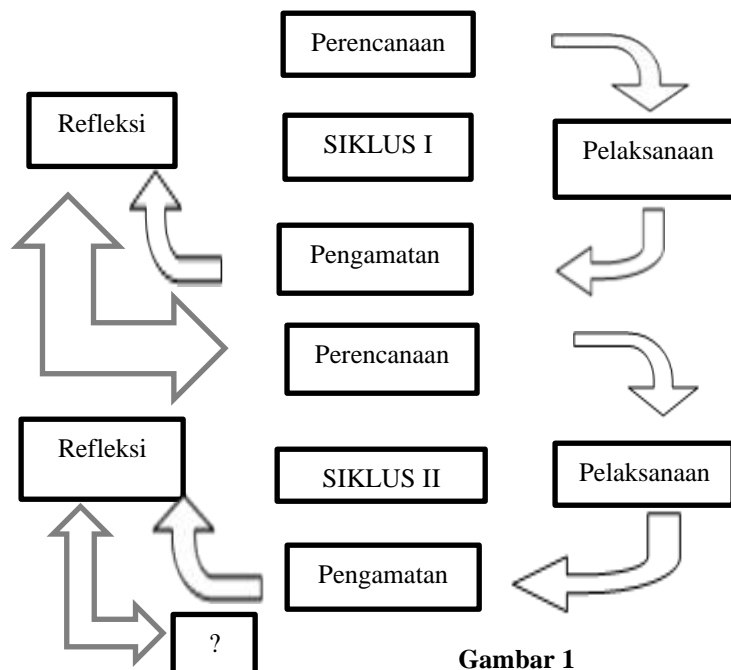 Perencanaan
Refleksi
SIKLUS I
Pelaksanaan
Pengamatan
Perencanaan
Refleksi
SIKLUS II
Pelaksanaan
Pengamatan
?
Gambar 1